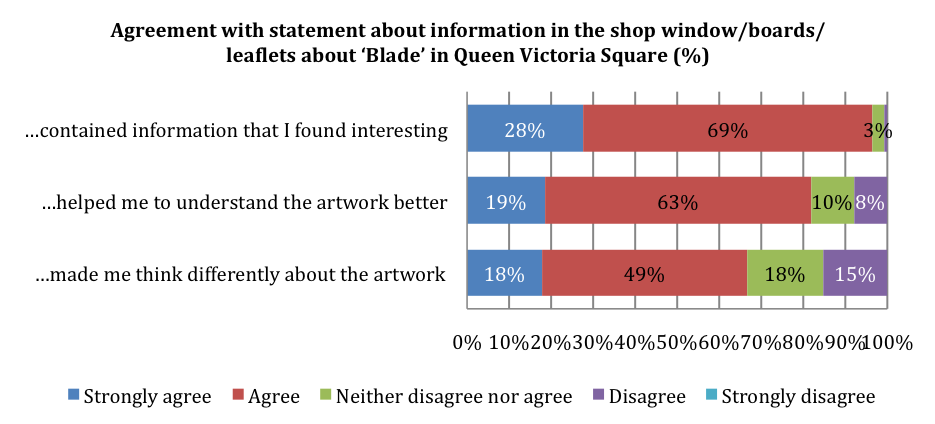 Agreement with statement about information in the shop window/boards/
leaflets about ‘Blade’ in Queen Victoria Square (%)
...contained information that I found interesting
28% 69% 3%
...helped me to understand the artwork better
19% 63% 10% 8%
...made me think differently about the artwork
18% 49% 18% 15%
0% 10% 20% 30% 40% 50% 60% 70% 80% 90% 100%
Strongly agree Agree Neither disagree nor agree Disagree Strongly disagree